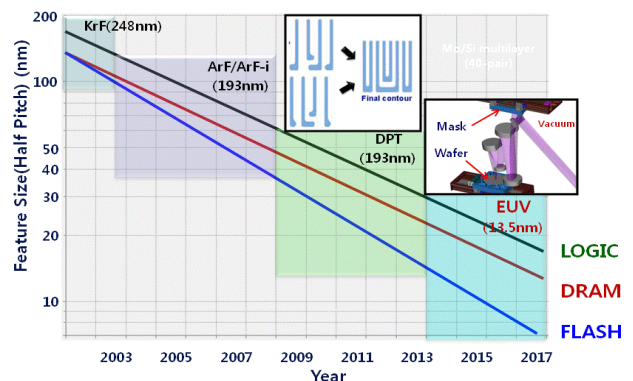 Feature Size(Half Pitch) (nm)
200
100
50
40
30
20
10
KrF(248nm)
ArF/ArF-i
(193nm)
Final contour
DPT
(193nm)
Mo/Si multilayer
(40-pair)
Mask
Vacuum
Wafer
EUV
(13.5nm)
LOGIC
DRAM
FLASH
2003 2005 2007 2009 2011 2013 2015 2016 2017
Year